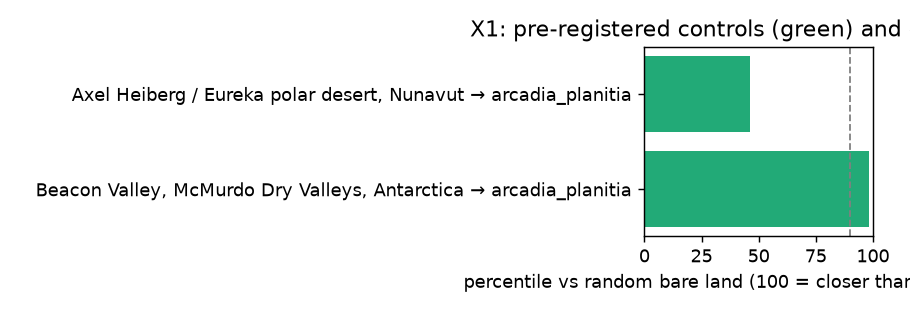 X1: pre-registered controls (green) and
Axel Heiberg / Eureka polar desert, Nunavut → arcadia_planitia
Beacon Valley, McMurdo Dry Valleys, Antarctica → arcadia_planitia
0 25 50 75 100
percentile vs random bare land (100 = closer than